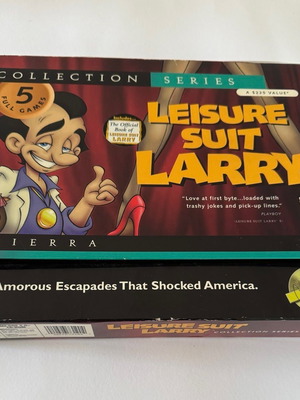 COLLECTION SERIES
A $225 VALUE*
5
FULL GAMES
Includes
The Official
Book of
LEISURE SUIT
LARRY
LEISURE
SUIT
LARRY
"Love at first byte...loaded with
trashy jokes and pick-up lines."
PLAYBOY
IERRA
Amorous Escapades That Shocked America.
LEISURE SUIT
LARRY COLLECTION SERIES